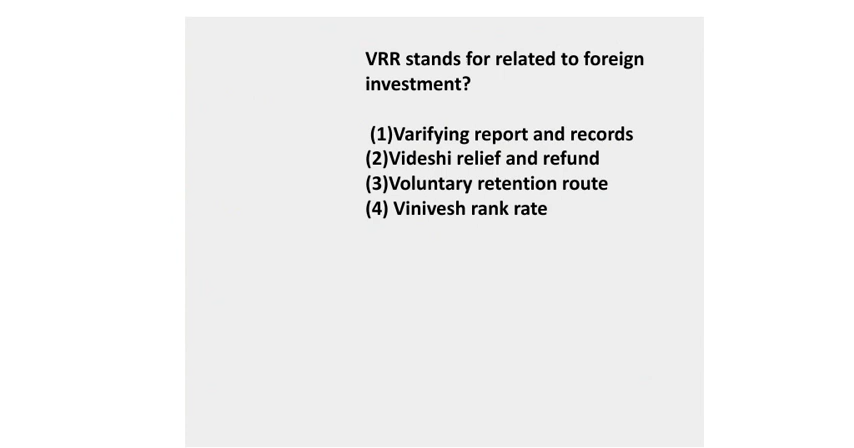 VRR stands for related to foreign
investment?
(1)Varifying report and records
(2)Videshi relief and refund
(3)Voluntary retention route
(4) Vinivesh rank rate